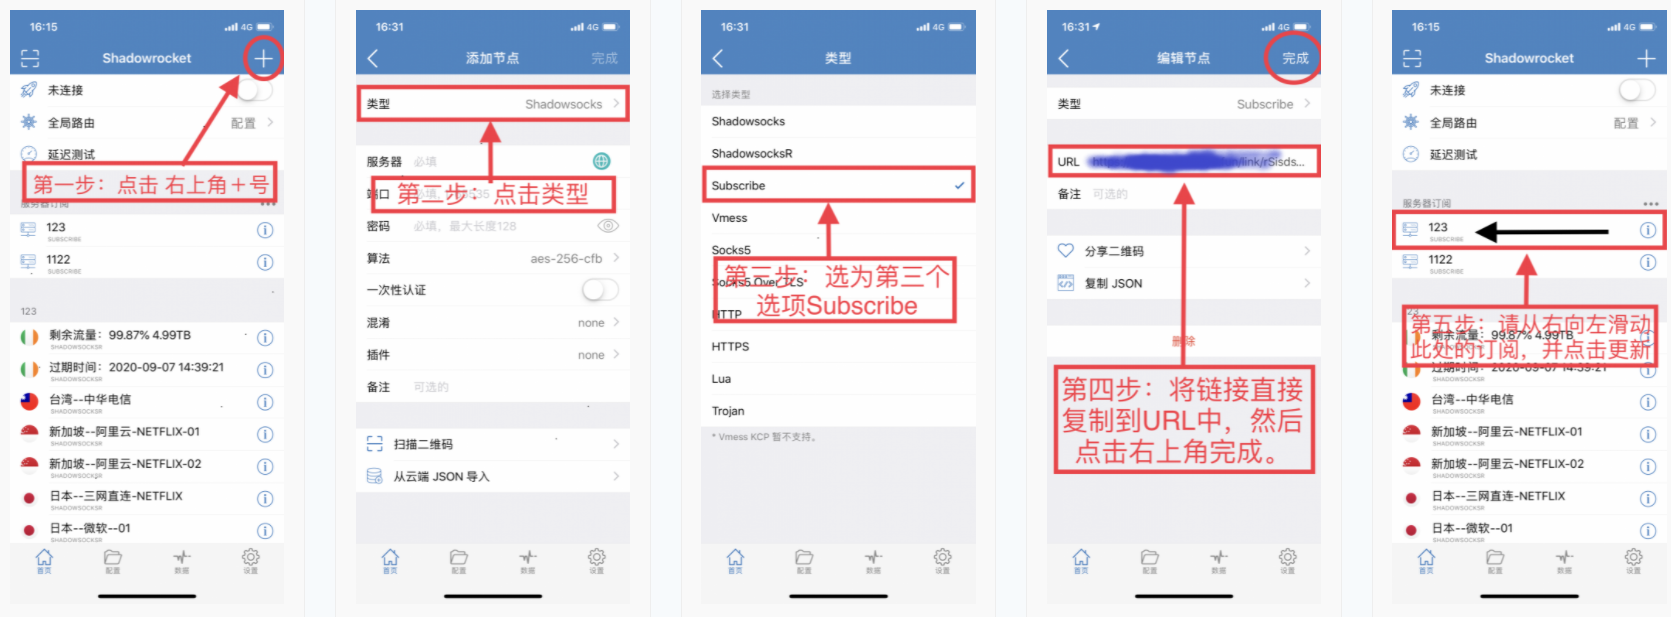 16:15
4G
Shadowrocket
未连接
全局路由
配置
延迟测试
第一步：点击 右上角＋号
服务器订阅
123
SUBSCRIBE
1122
SUBSCRIBE
123
剩余流量：99.87% 4.99TB
SHADOWSOCKSR
过期时间：2020-09-07 14:39:21
SHADOWSOCKSR
台湾--中华电信
SHADOWSOCKSR
新加坡--阿里云-NETFLIX-01
SHADOWSOCKSR
新加坡--阿里云-NETFLIX-02
SHADOWSOCKSR
日本--三网直连-NETFLIX
SHADOWSOCKSR
日本--微软--01
SHADOWSOCKSR
首页
配置
数据
设置
16:31
4G
添加节点
完成
类型
Shadowsocks
服务器
必填
端口
第二步：点击类型
密码
必填，最大长度128
算法
aes-256-cfb
一次性认证
混淆
none
插件
none
备注
可选的
扫描二维码
从云端 JSON 导入
首页
配置
数据
设置
16:31
4G
类型
选择类型
Shadowsocks
ShadowsocksR
Subscribe
Vmess
Socks5
Socks5 Over TLS
第三步：选为第三个
选项Subscribe
HTTP
HTTPS
Lua
Trojan
* Vmess KCP 暂不支持。
首页
配置
数据
设置
16:31
4G
编辑节点
完成
类型
Subscribe
URL
/link/rSisds...
备注
可选的
分享二维码
复制 JSON
删除
第四步：将链接直接
复制到URL中，然后
点击右上角完成。
首页
配置
数据
设置
16:15
4G
Shadowrocket
未连接
全局路由
配置
延迟测试
服务器订阅
123
SUBSCRIBE
1122
SUBSCRIBE
123
第五步：请从右向左滑动
剩余流量：99.87% 4.99TB
此处的订阅，并点击更新
过期时间：2020-09-07 14:39:21
SHADOWSOCKSR
台湾--中华电信
SHADOWSOCKSR
新加坡--阿里云-NETFLIX-01
SHADOWSOCKSR
新加坡--阿里云-NETFLIX-02
SHADOWSOCKSR
日本--三网直连-NETFLIX
SHADOWSOCKSR
日本--微软--01
SHADOWSOCKSR
首页
配置
数据
设置